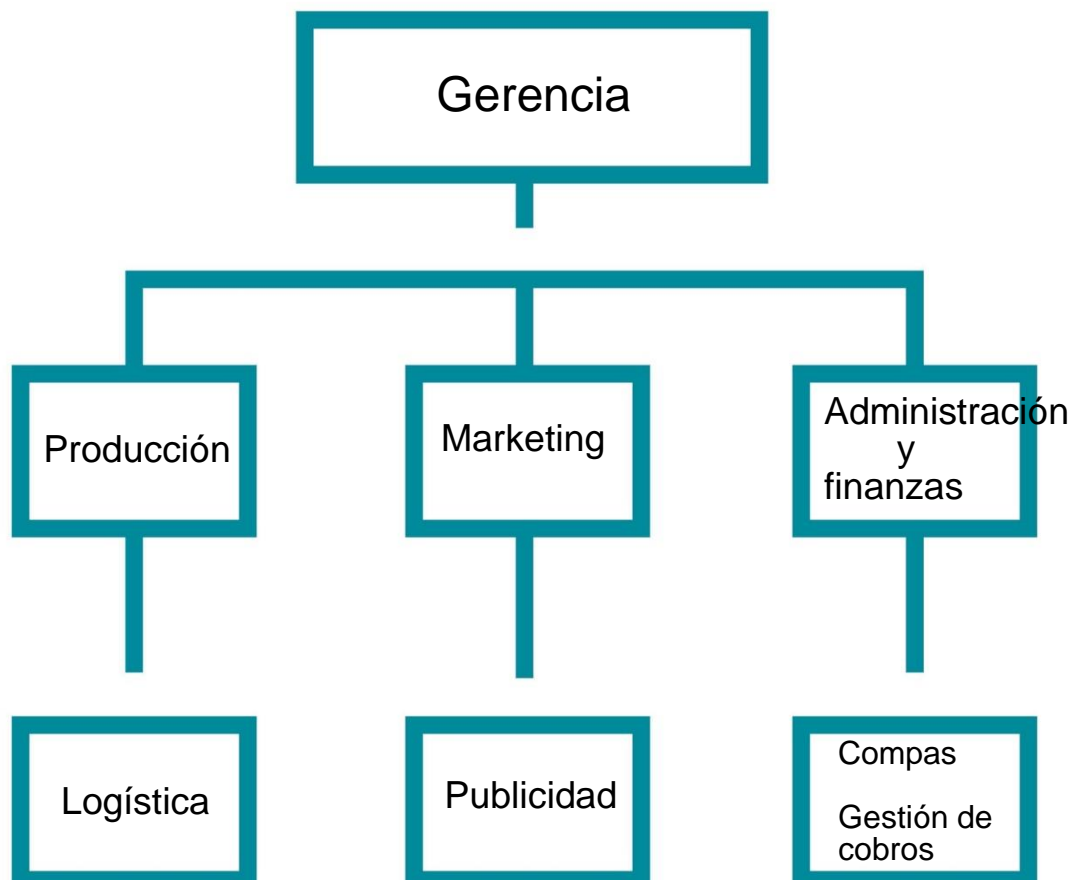 Gerencia
Producción
Marketing
Administración
y
finanzas
Logística
Publicidad
Compas
Gestión de
cobros